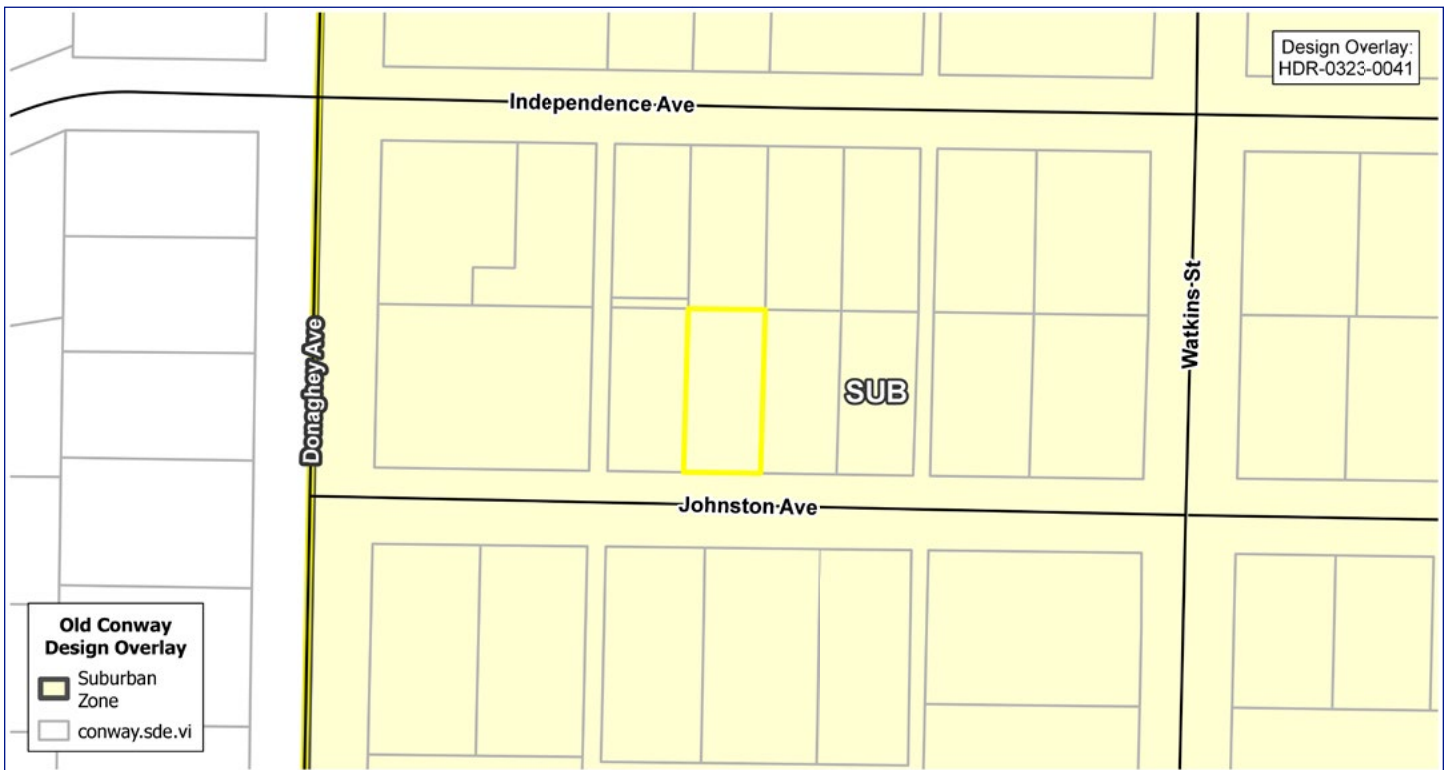 Design Overlay:
HDR-0323-0041
Independence Ave
Watkins St
Donaghey Ave
SUB
Johnston Ave
Old Conway
Design Overlay
Suburban
Zone
conway.sde.vi